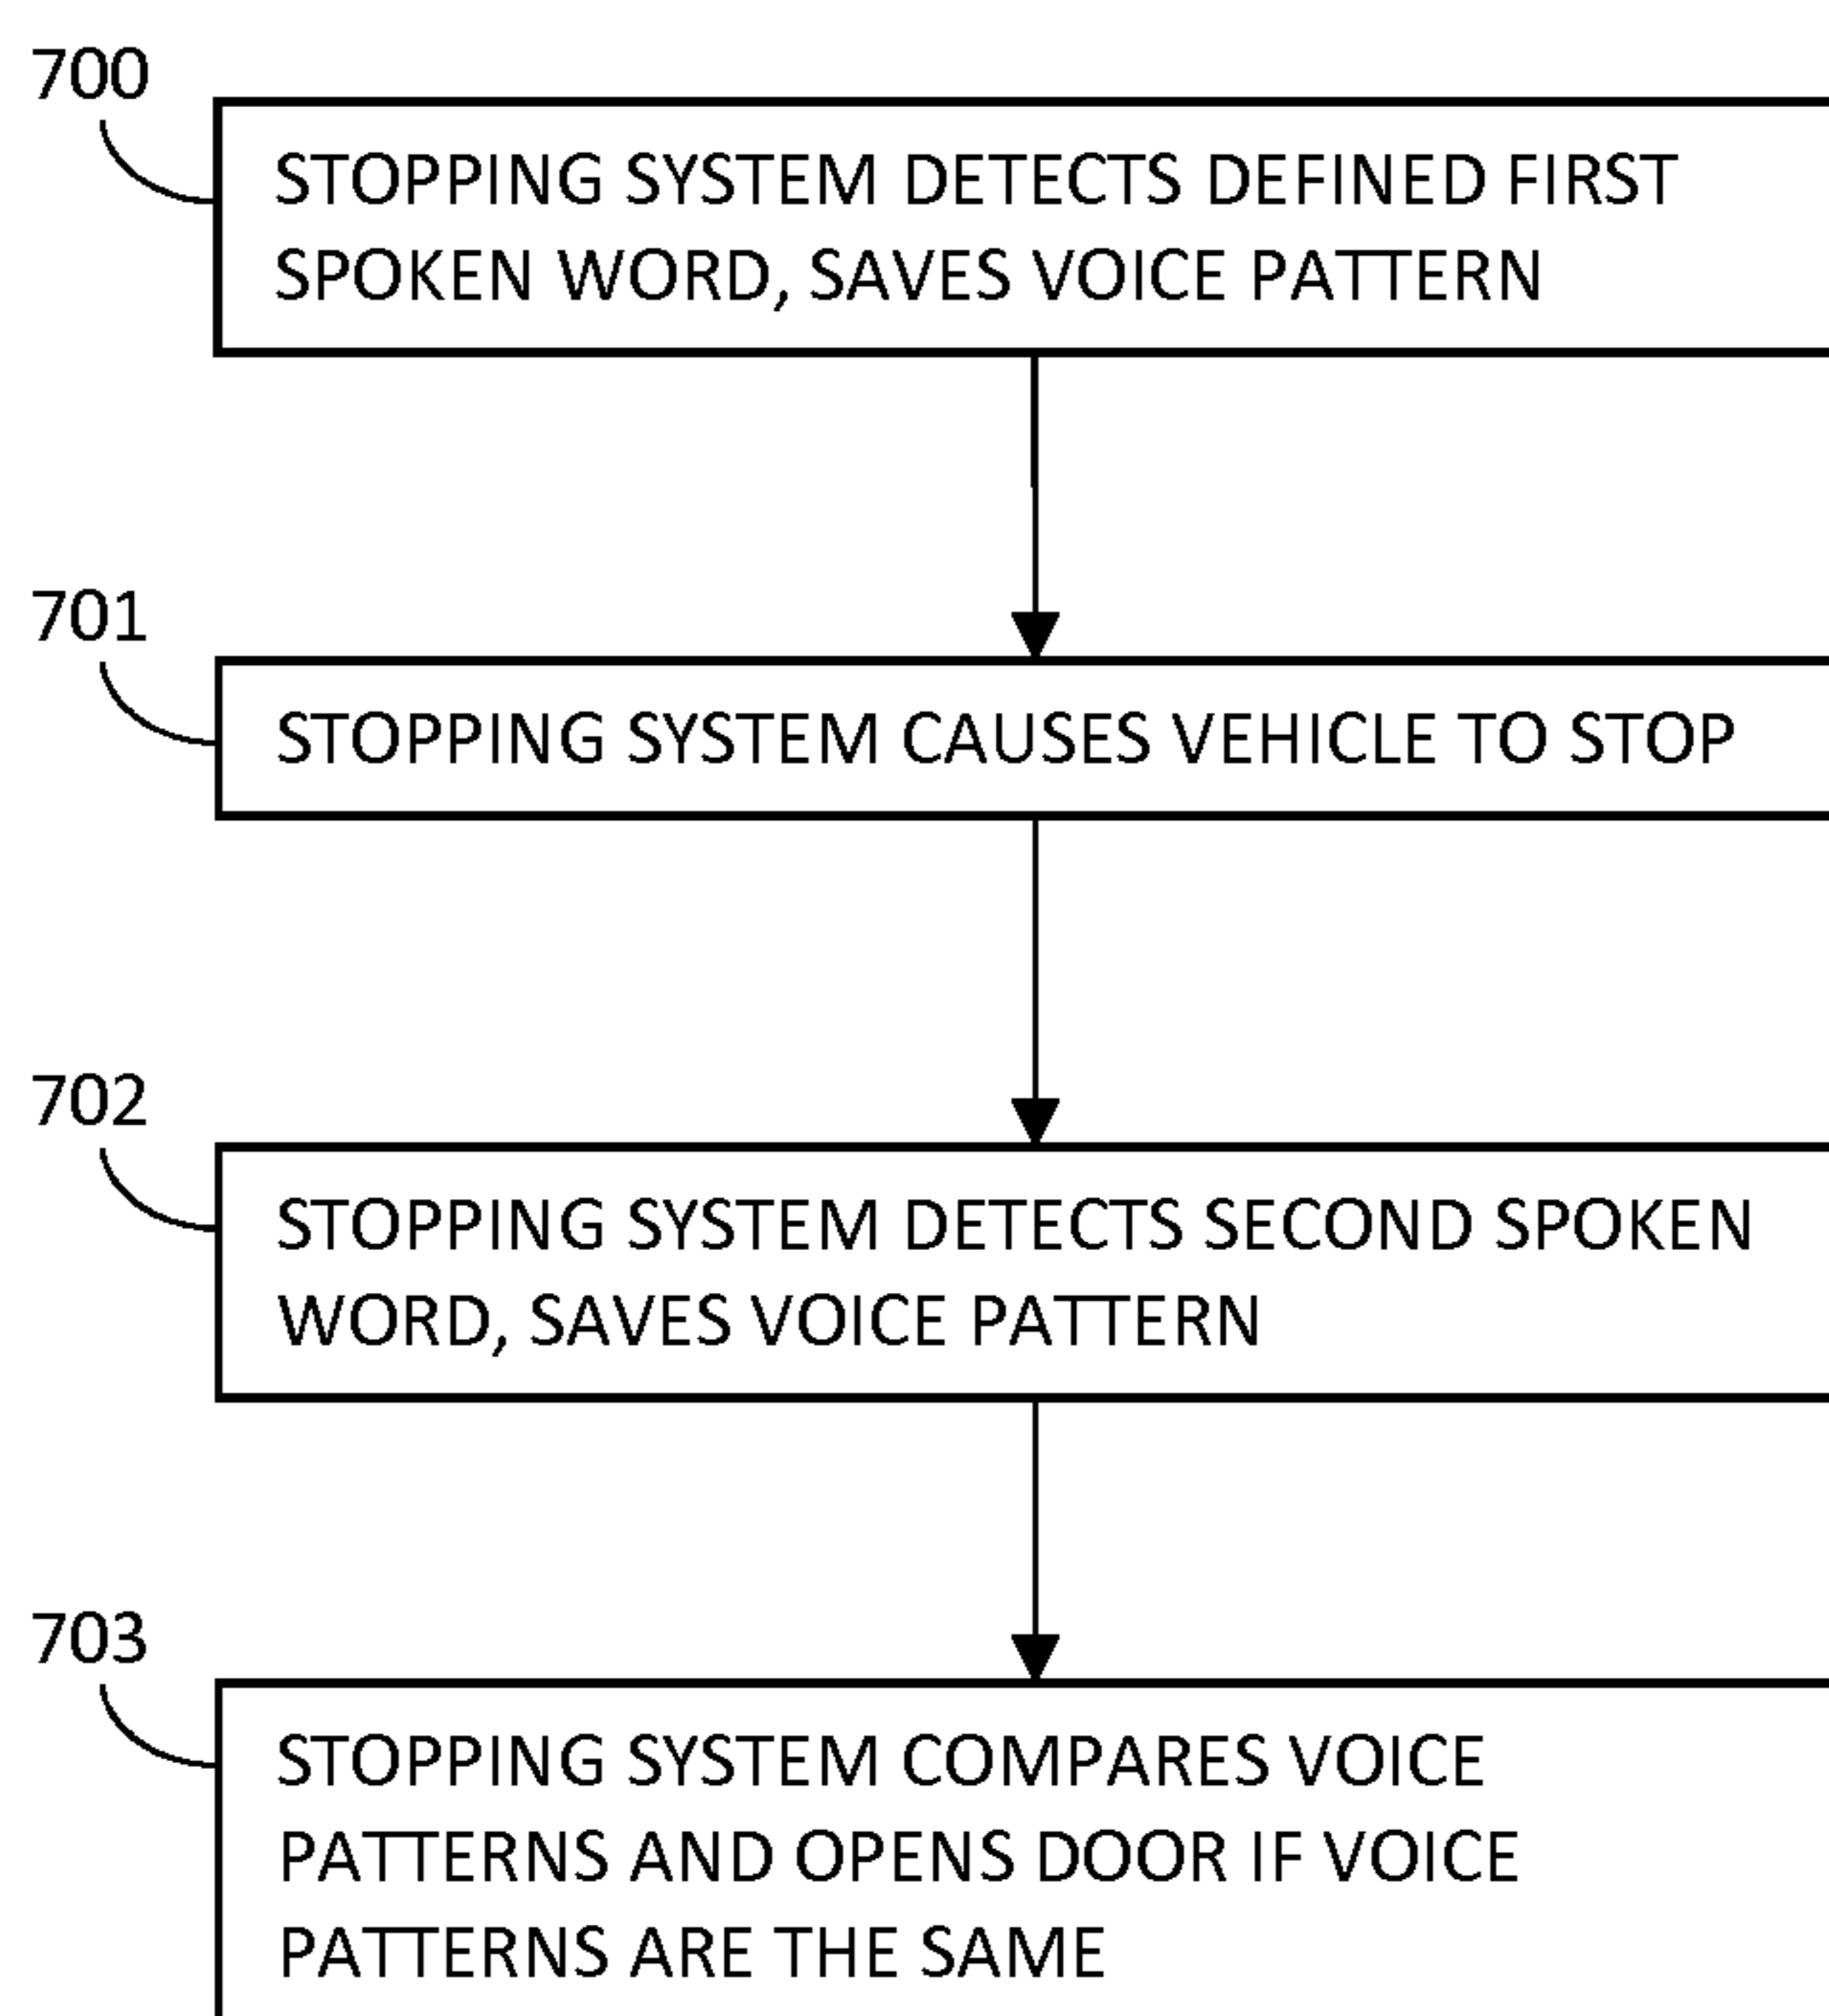 700
STOPPING SYSTEM DETECTS DEFINED FIRST
SPOKEN WORD, SAVES VOICE PATTERN
701
STOPPING SYSTEM CAUSES VEHICLE TO STOP
702
STOPPING SYSTEM DETECTS SECOND SPOKEN
WORD, SAVES VOICE PATTERN
703
STOPPING SYSTEM COMPARES VOICE
PATTERNS AND OPENS DOOR IF VOICE
PATTERNS ARE THE SAME